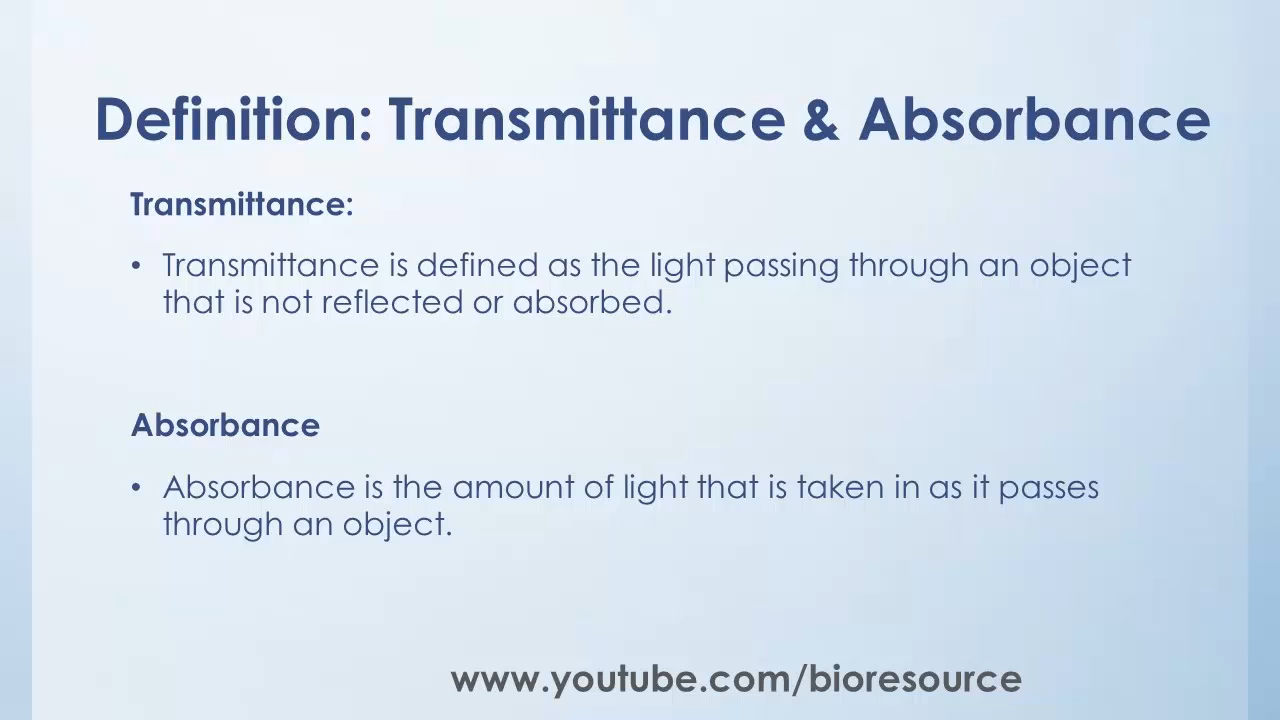 Definition: Transmittance & Absorbance
Transmittance:
• Transmittance is defined as the light passing through an object
that is not reflected or absorbed.
Absorbance
• Absorbance is the amount of light that is taken in as it passes
through an object.
www.youtube.com/bioresource